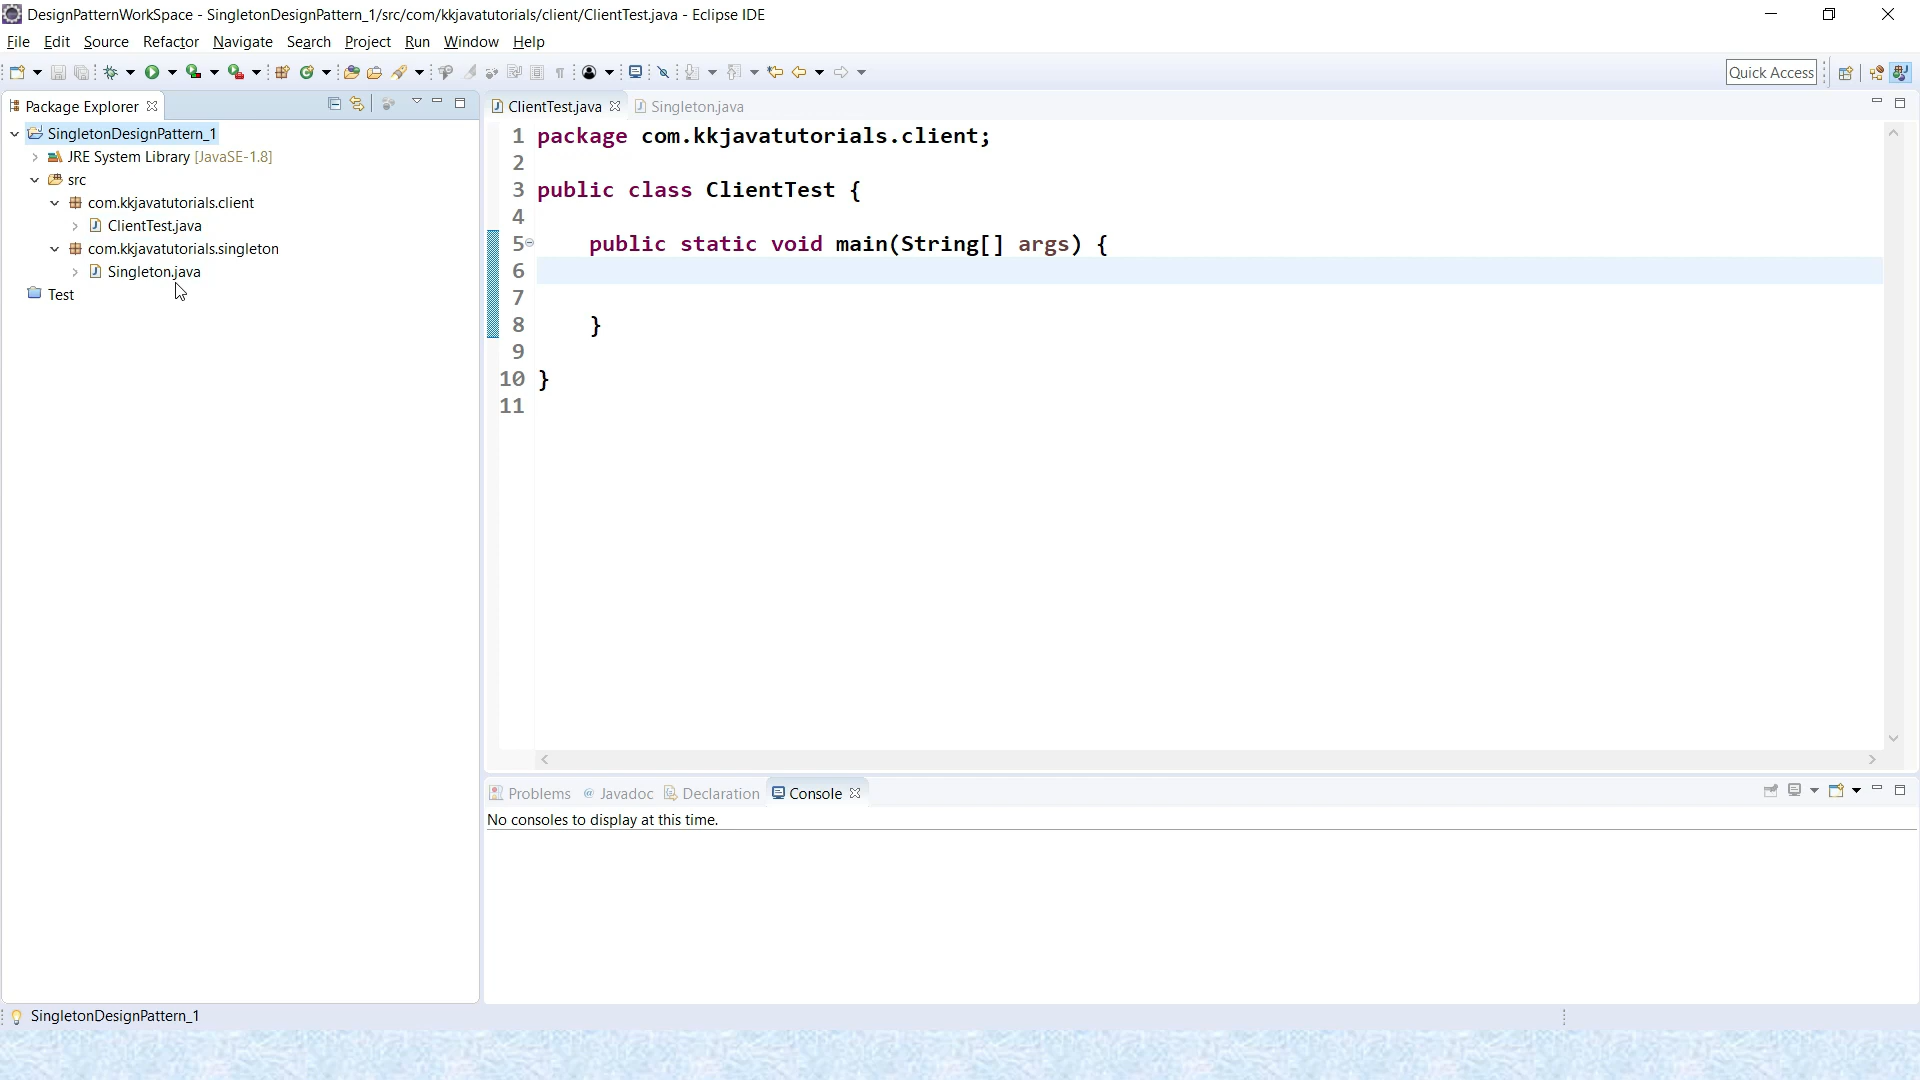 DesignPatternWorkSpace - SingletonDesignPattern_1/src/com/kkjavatutorials/client/ClientTest.java - Eclipse IDE
File Edit Source Refactor Navigate Search Project Run Window Help
Quick Access
Package Explorer
SingletonDesignPattern_1
JRE System Library [JavaSE-1.8]
src
com.kkjavatutorials.client
ClientTest.java
com.kkjavatutorials.singleton
Singleton.java
Test
ClientTest.java Singleton.java
1 package com.kkjavatutorials.client;
2
3 public class ClientTest {
4
5 public static void main(String[] args) {
6
7
8 }
9
10 }
11
Problems @ Javadoc Declaration Console
No consoles to display at this time.
SingletonDesignPattern_1